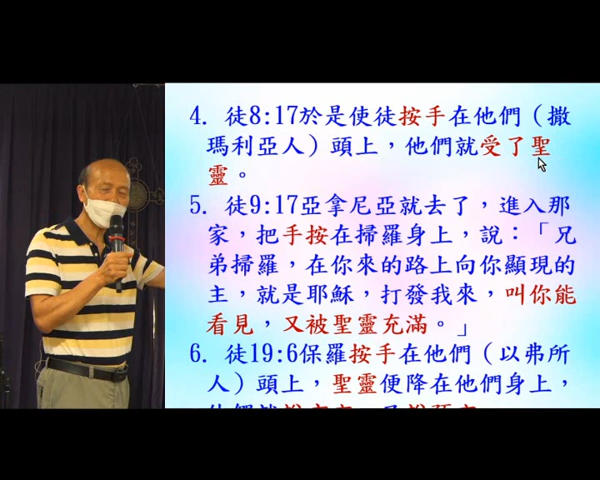 4. 徒8:17於是使徒按手在他們（撒
瑪利亞人）頭上，他們就受了聖
靈。
5. 徒9:17亞拿尼亞就去了，進入那
家，把手按在掃羅身上，說：「兄
弟掃羅，在你來的路上向你顯現的
主，就是耶穌，打發我來，叫你能
看見，又被聖靈充滿。」
6. 徒19:6保羅按手在他們（以弗所
人）頭上，聖靈便降在他們身上，